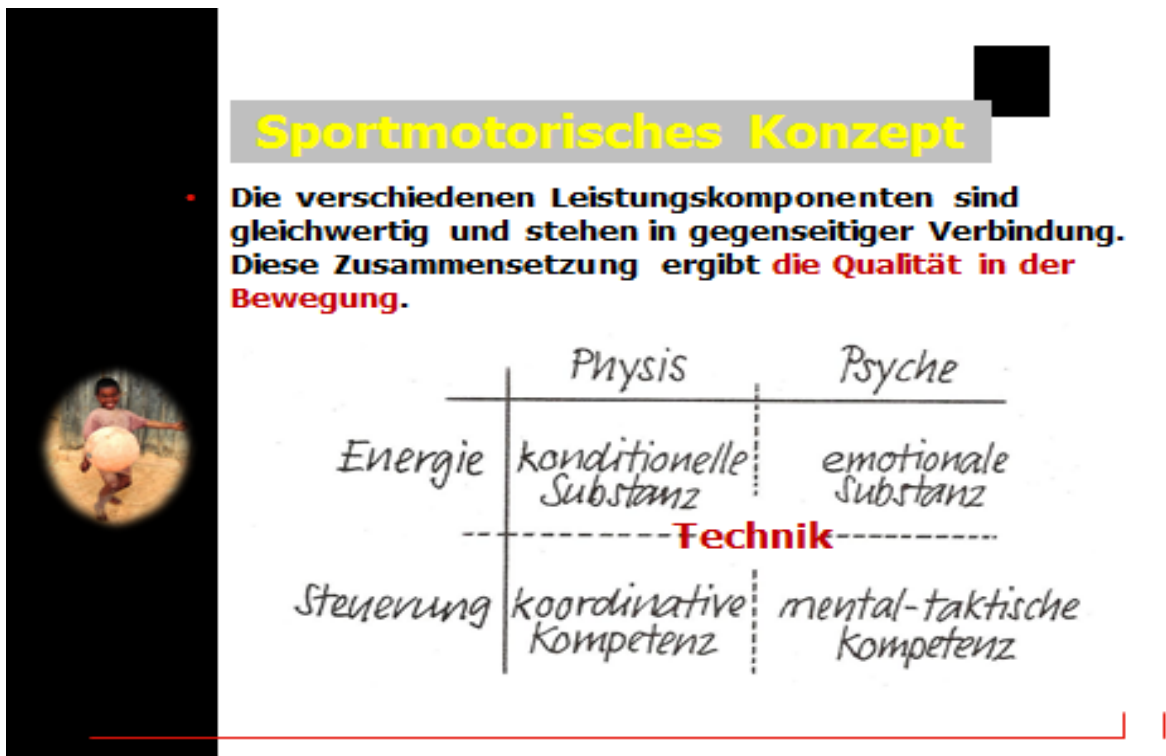 Sportmotorisches Konzept
• Die verschiedenen Leistungskomponenten sind
gleichwertig und stehen in gegenseitiger Verbindung.
Diese Zusammensetzung ergibt die Qualität in der
Bewegung.
Physis Psyche
Energie konditionelle emotionale
Substanz Substanz
Technik
Steuerung koordinative mental-taktische
Kompetenz Kompetenz